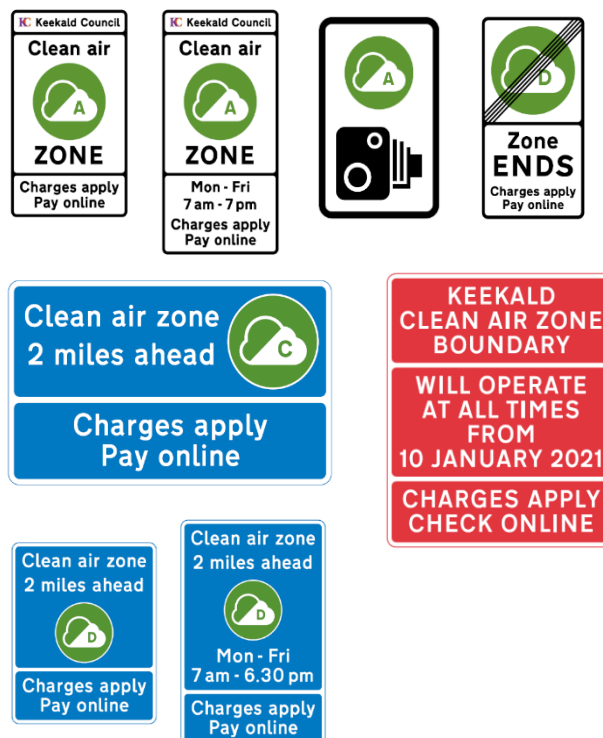 KC Keekald Council
Clean air
A
ZONE
Charges apply
Pay online
KC Keekald Council
Clean air
A
ZONE
Mon - Fri
7 am - 7 pm
Charges apply
Pay online
A
D
Zone
ENDS
Charges apply
Pay online
Clean air zone
2 miles ahead
C
Charges apply
Pay online
KEEKALD
CLEAN AIR ZONE
BOUNDARY
WILL OPERATE
AT ALL TIMES
FROM
10 JANUARY 2021
CHARGES APPLY
CHECK ONLINE
Clean air zone
2 miles ahead
D
Charges apply
Pay online
Clean air zone
2 miles ahead
D
Mon - Fri
7 am - 6.30 pm
Charges apply
Pay online